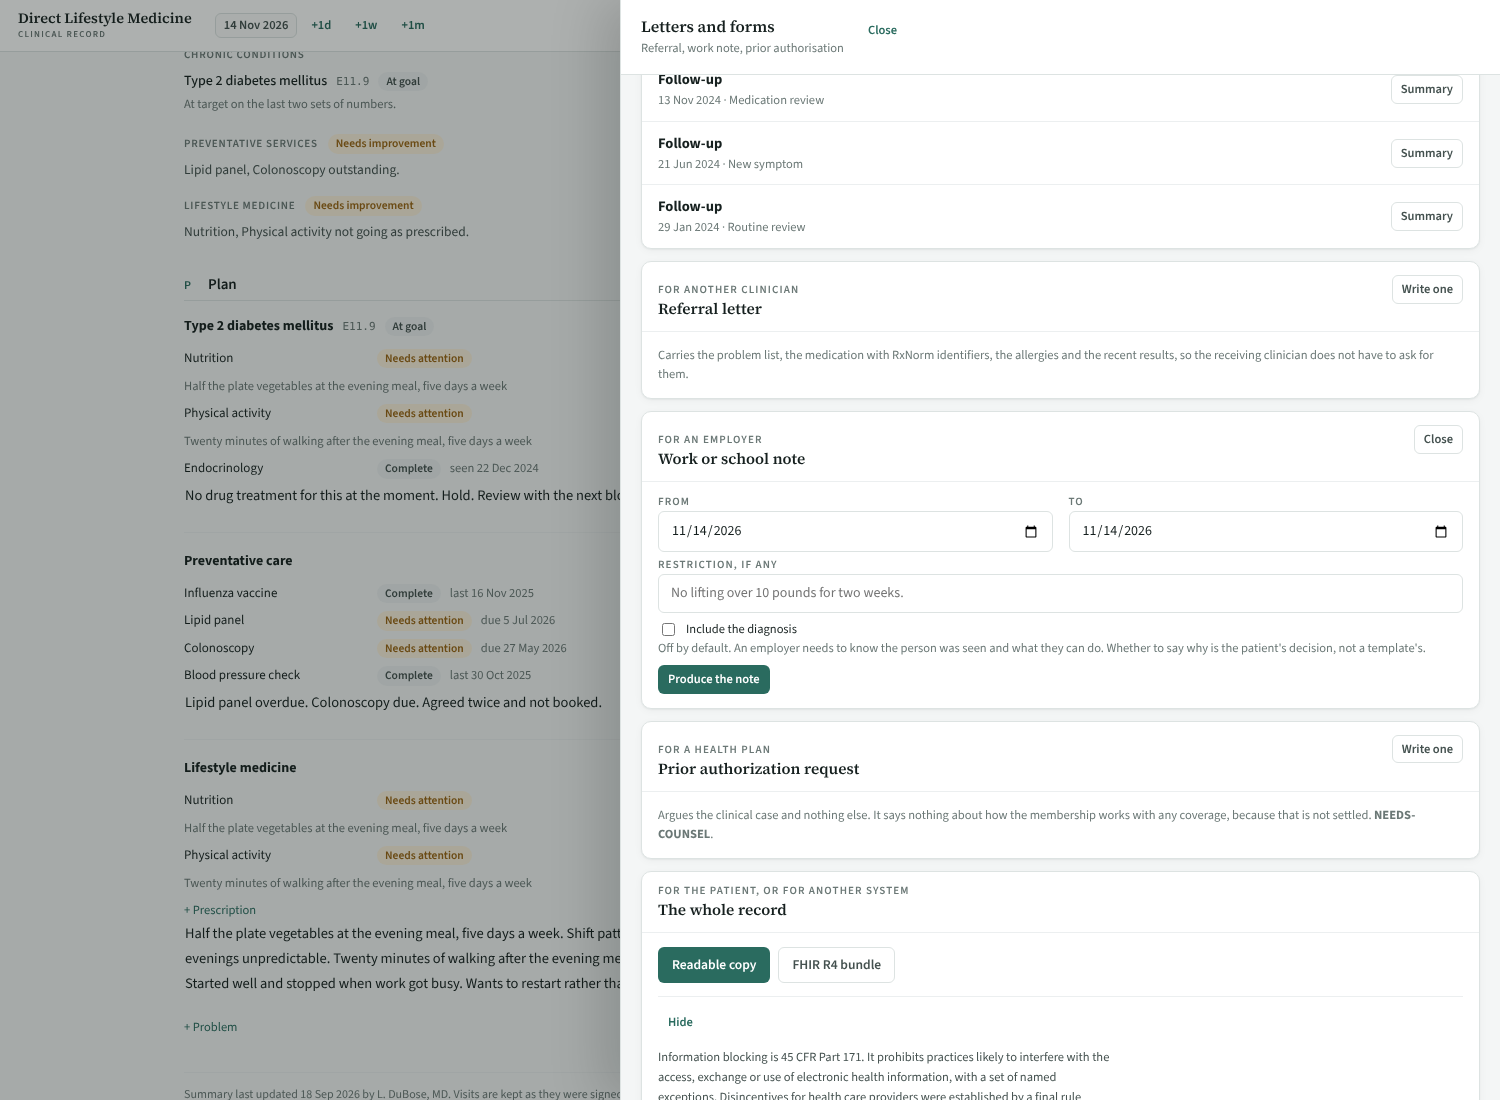 Direct Lifestyle Medicine
CLINICAL RECORD
14 Nov 2026 +1d +1w +1m
CHRONIC CONDITIONS
Type 2 diabetes mellitus E11.9 At goal
At target on the last two sets of numbers.
PREVENTATIVE SERVICES Needs improvement
Lipid panel, Colonoscopy outstanding.
LIFESTYLE MEDICINE Needs improvement
Nutrition, Physical activity not going as prescribed.
P Plan
Type 2 diabetes mellitus E11.9 At goal
Nutrition Needs attention
Half the plate vegetables at the evening meal, five days a week
Physical activity Needs attention
Twenty minutes of walking after the evening meal, five days a week
Endocrinology Complete seen 22 Dec 2024
No drug treatment for this at the moment. Hold. Review with the next
Preventative care
Influenza vaccine Complete last 16 Nov 2025
Lipid panel Needs attention due 5 Jul 2026
Colonoscopy Needs attention due 27 May 2026
Blood pressure check Complete last 30 Oct 2025
Lipid panel overdue. Colonoscopy due. Agreed twice and not booked.
Lifestyle medicine
Nutrition Needs attention
Half the plate vegetables at the evening meal, five days a week
Physical activity Needs attention
Twenty minutes of walking after the evening meal, five days a week
+ Prescription
Half the plate vegetables at the evening meal, five days a week. Shift
evenings unpredictable. Twenty minutes of walking after the evening
Started well and stopped when work got busy. Wants to restart rather
+ Problem
Summary last updated 18 Sep 2026 by L. DuBose, MD. Visits are kept as they were signed
Letters and forms
Referral, work note, prior authorisation
Close
Follow-up
13 Nov 2024 · Medication review
Summary
Follow-up
21 Jun 2024 · New symptom
Summary
Follow-up
29 Jan 2024 · Routine review
Summary
FOR ANOTHER CLINICIAN
Referral letter
Write one
Carries the problem list, the medication with RxNorm identifiers, the allergies and the recent results, so the receiving clinician does not have to ask for
them.
FOR AN EMPLOYER
Work or school note
Close
FROM TO
11/14/2026 11/14/2026
RESTRICTION, IF ANY
No lifting over 10 pounds for two weeks.
Include the diagnosis
Off by default. An employer needs to know the person was seen and what they can do. Whether to say why is the patient's decision, not a template's.
Produce the note
FOR A HEALTH PLAN
Prior authorization request
Write one
Argues the clinical case and nothing else. It says nothing about how the membership works with any coverage, because that is not settled. NEEDS-
COUNSEL.
FOR THE PATIENT, OR FOR ANOTHER SYSTEM
The whole record
Readable copy FHIR R4 bundle
Hide
Information blocking is 45 CFR Part 171. It prohibits practices likely to interfere with the
access, exchange or use of electronic health information, with a set of named
exceptions. Disincentives for health care providers were established by a final rule